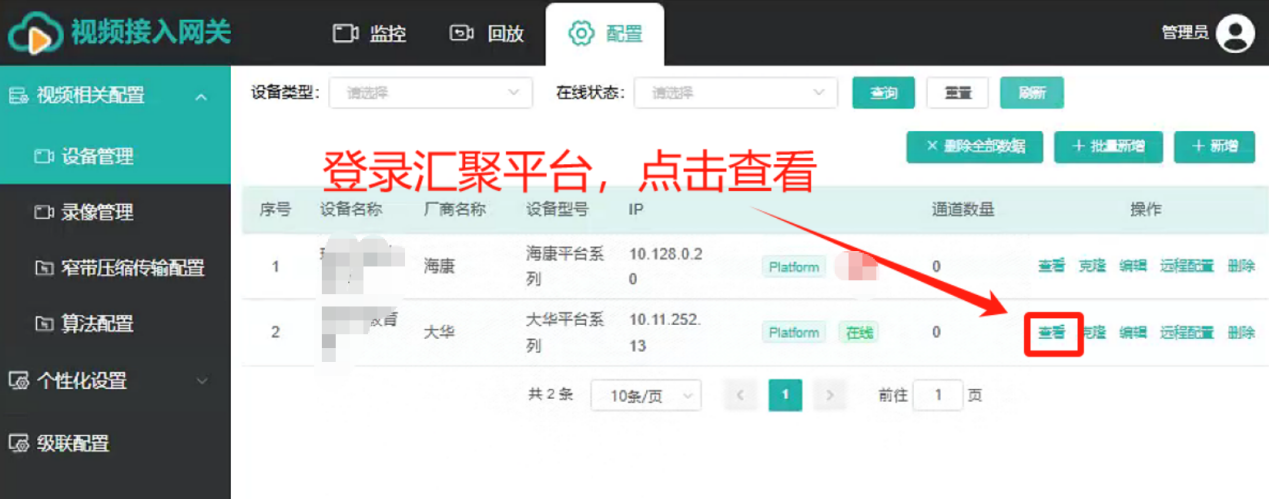 视频接入网关 监控 回放 配置 管理员
视频相关配置
设备管理
录像管理
窄带压缩传输配置
算法配置
个性化设置
级联配置
设备类型: 请选择 在线状态: 请选择 查询 重置 刷新
× 删除全部数据 + 批量新增 + 新增
登录汇聚平台，点击查看
序号 设备名称 厂商名称 设备型号 IP 通道数量 操作
1 海康 海康平台系列 10.128.0.20 Platform 0 查看 克隆 编辑 远程配置 删除
2 教育 大华 大华平台系列 10.11.252.13 Platform 在线 0 查看 克隆 编辑 远程配置 删除
共 2 条 10条/页 < 1 > 前往 1 页